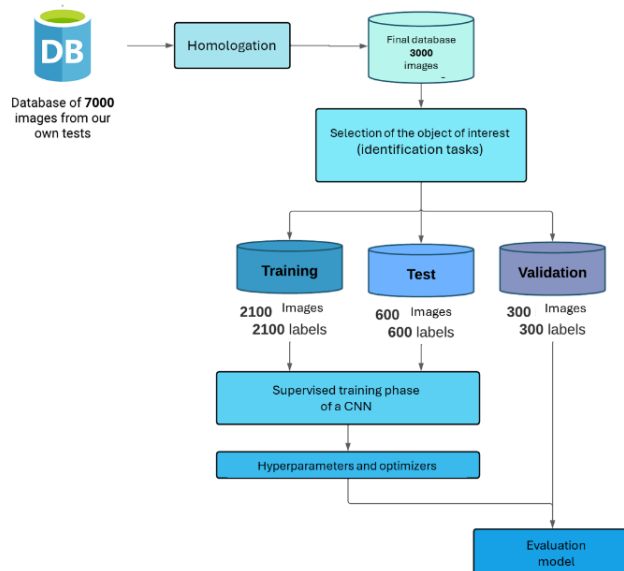 DB
Database of 7000
images from our
own tests
Homologation
Final database
3000
images
Selection of the object of interest
(identification tasks)
Training
2100 Images
2100 labels
Test
600 Images
600 labels
Validation
300 Images
300 labels
Supervised training phase
of a CNN
Hyperparameters and optimizers
Evaluation
model